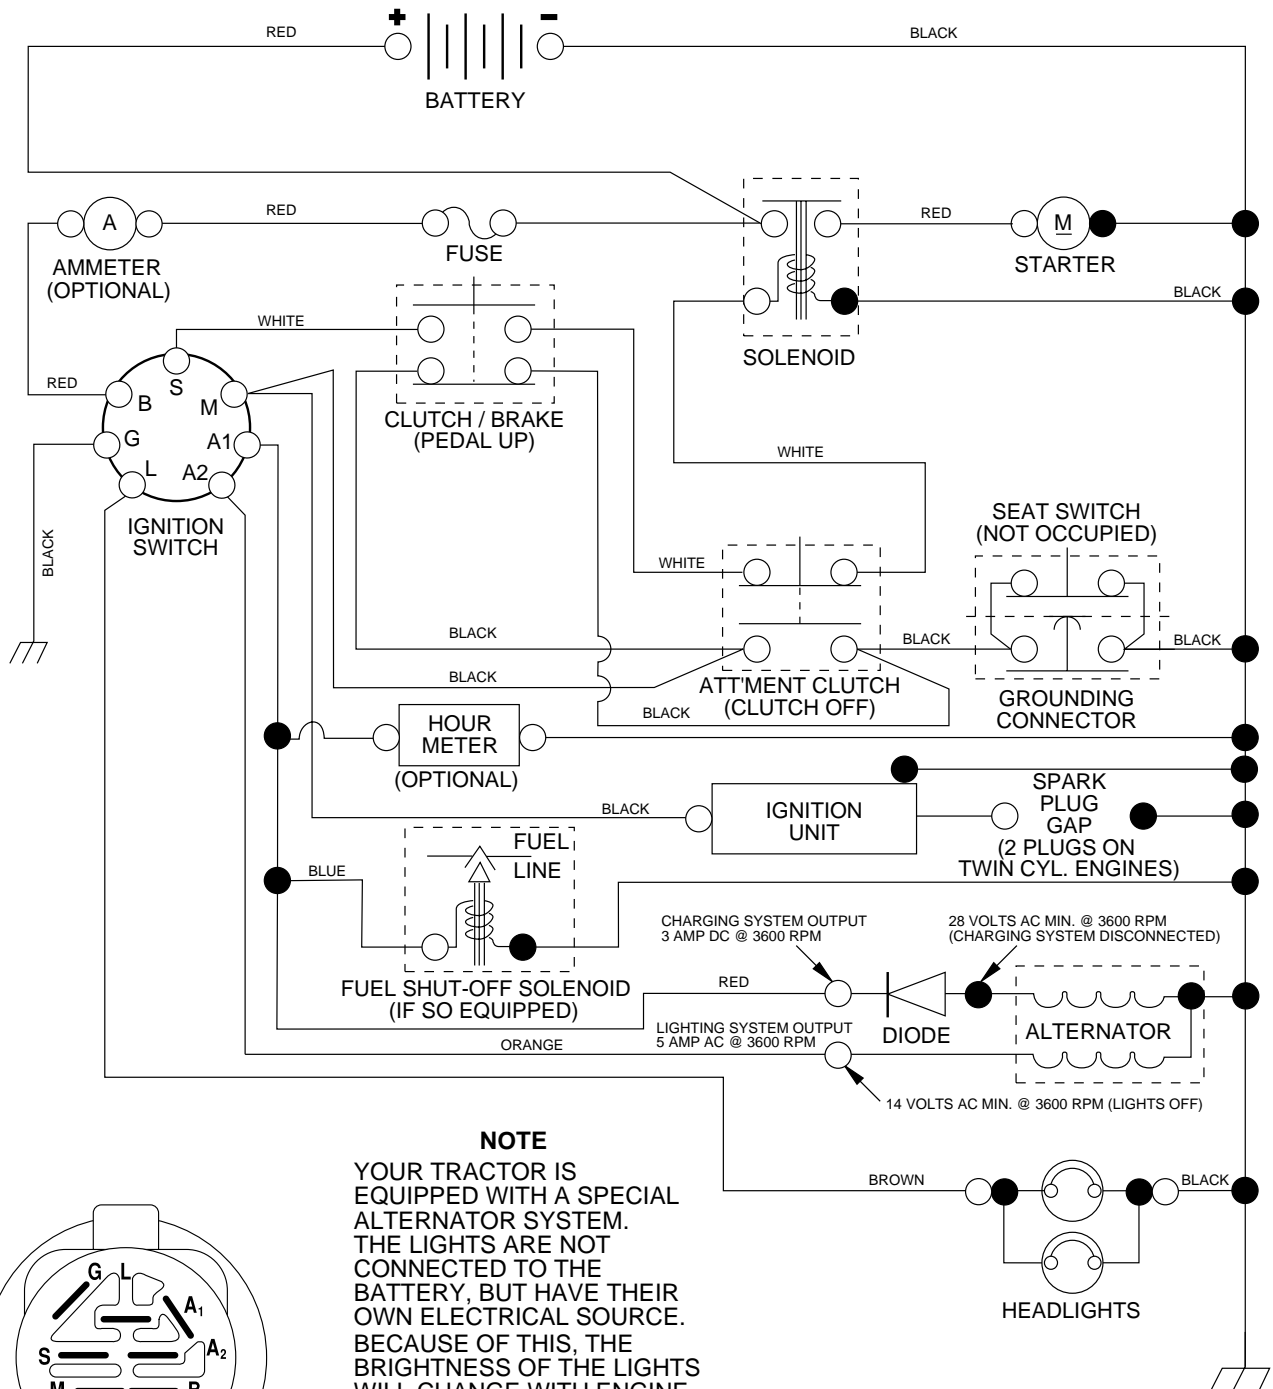 + -
RED
BLACK
BATTERY
A
RED
RED
M
FUSE
STARTER
AMMETER
(OPTIONAL)
BLACK
WHITE
SOLENOID
RED
S
B
M
CLUTCH / BRAKE
(PEDAL UP)
G
A1
L
A2
WHITE
IGNITION
SWITCH
BLACK
SEAT SWITCH
(NOT OCCUPIED)
WHITE
BLACK
BLACK
BLACK
BLACK
ATT'MENT CLUTCH
(CLUTCH OFF)
GROUNDING
CONNECTOR
BLACK
HOUR
METER
(OPTIONAL)
SPARK
PLUG
GAP
(2 PLUGS ON
TWIN CYL. ENGINES)
BLACK
IGNITION
UNIT
FUEL
LINE
BLUE
CHARGING SYSTEM OUTPUT
3 AMP DC @ 3600 RPM
28 VOLTS AC MIN. @ 3600 RPM
(CHARGING SYSTEM DISCONNECTED)
FUEL SHUT-OFF SOLENOID
(IF SO EQUIPPED)
RED
DIODE
ALTERNATOR
LIGHTING SYSTEM OUTPUT
5 AMP AC @ 3600 RPM
ORANGE
14 VOLTS AC MIN. @ 3600 RPM (LIGHTS OFF)
NOTE
YOUR TRACTOR IS
EQUIPPED WITH A SPECIAL
ALTERNATOR SYSTEM.
THE LIGHTS ARE NOT
CONNECTED TO THE
BATTERY, BUT HAVE THEIR
OWN ELECTRICAL SOURCE.
BECAUSE OF THIS, THE
BRIGHTNESS OF THE LIGHTS
WILL CHANGE WITH ENGINE
BROWN
BLACK
HEADLIGHTS
G L
A1
S
A2
M
B